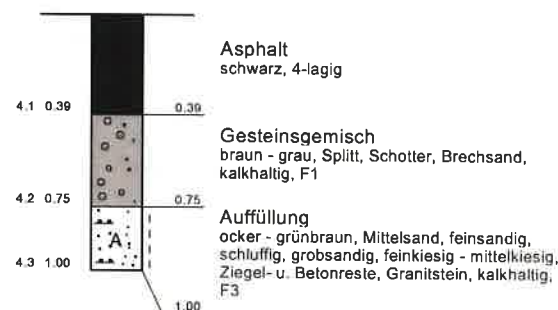 Asphalt
schwarz, 4-lagig
4.1 0.39
0.39
Gesteinsgemisch
braun - grau, Splitt, Schotter, Brechsand,
kalkhaltig, F1
4.2 0.75
0.75
Auffüllung
ocker - grünbraun, Mittelsand, feinsandig,
schluffig, grobsandig, feinkiesig - mittelkiesig,
Ziegel- u. Betonreste, Granitstein, kalkhaltig,
F3
A
4.3 1.00
1.00